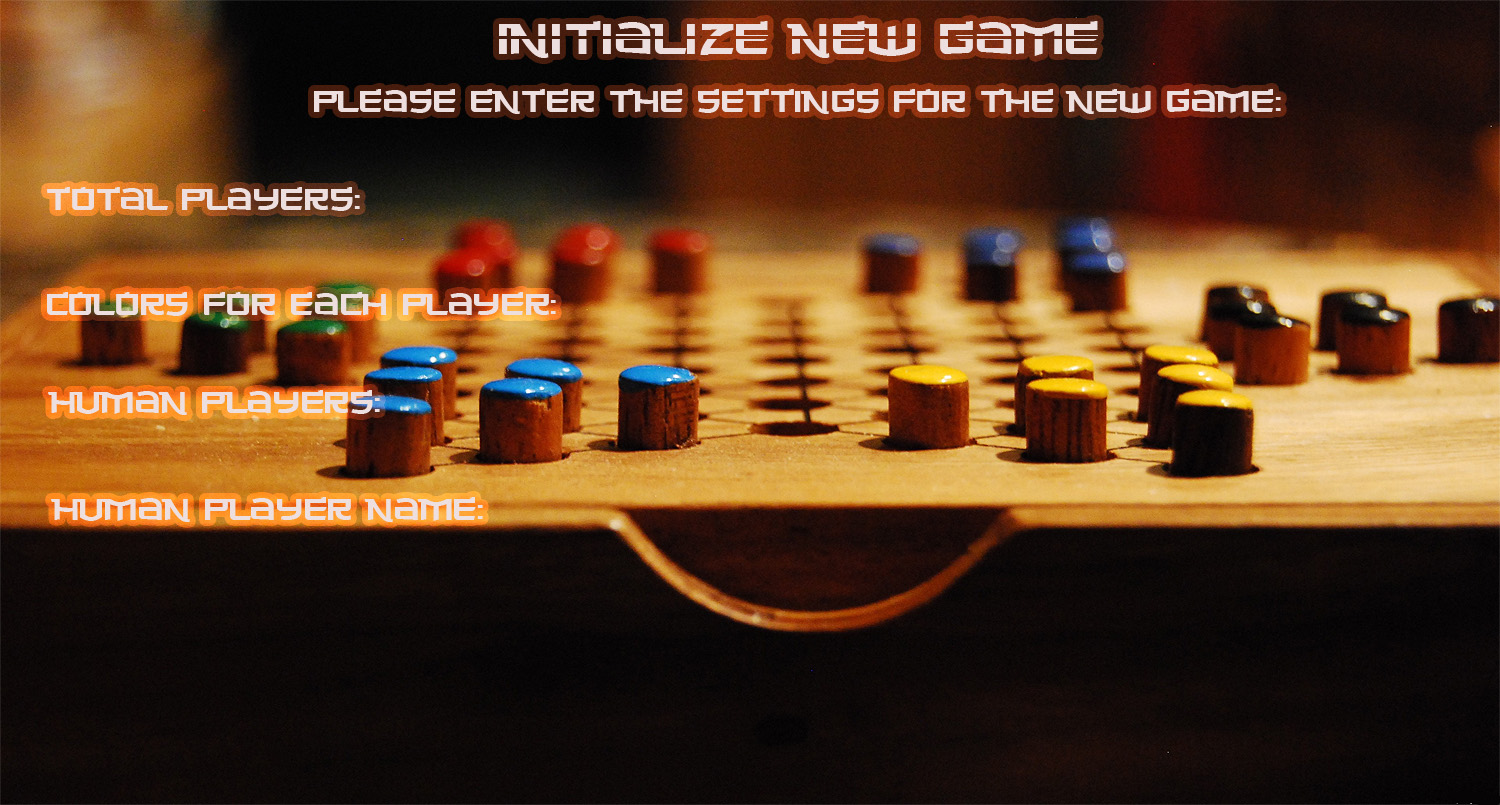 INITIALIZE NEW GAME
PLEASE ENTER THE SETTINGS FOR THE NEW GAME:
TOTAL PLAYERS:
COLORS FOR EACH PLAYER:
HUMAN PLAYERS:
HUMAN PLAYER NAME: